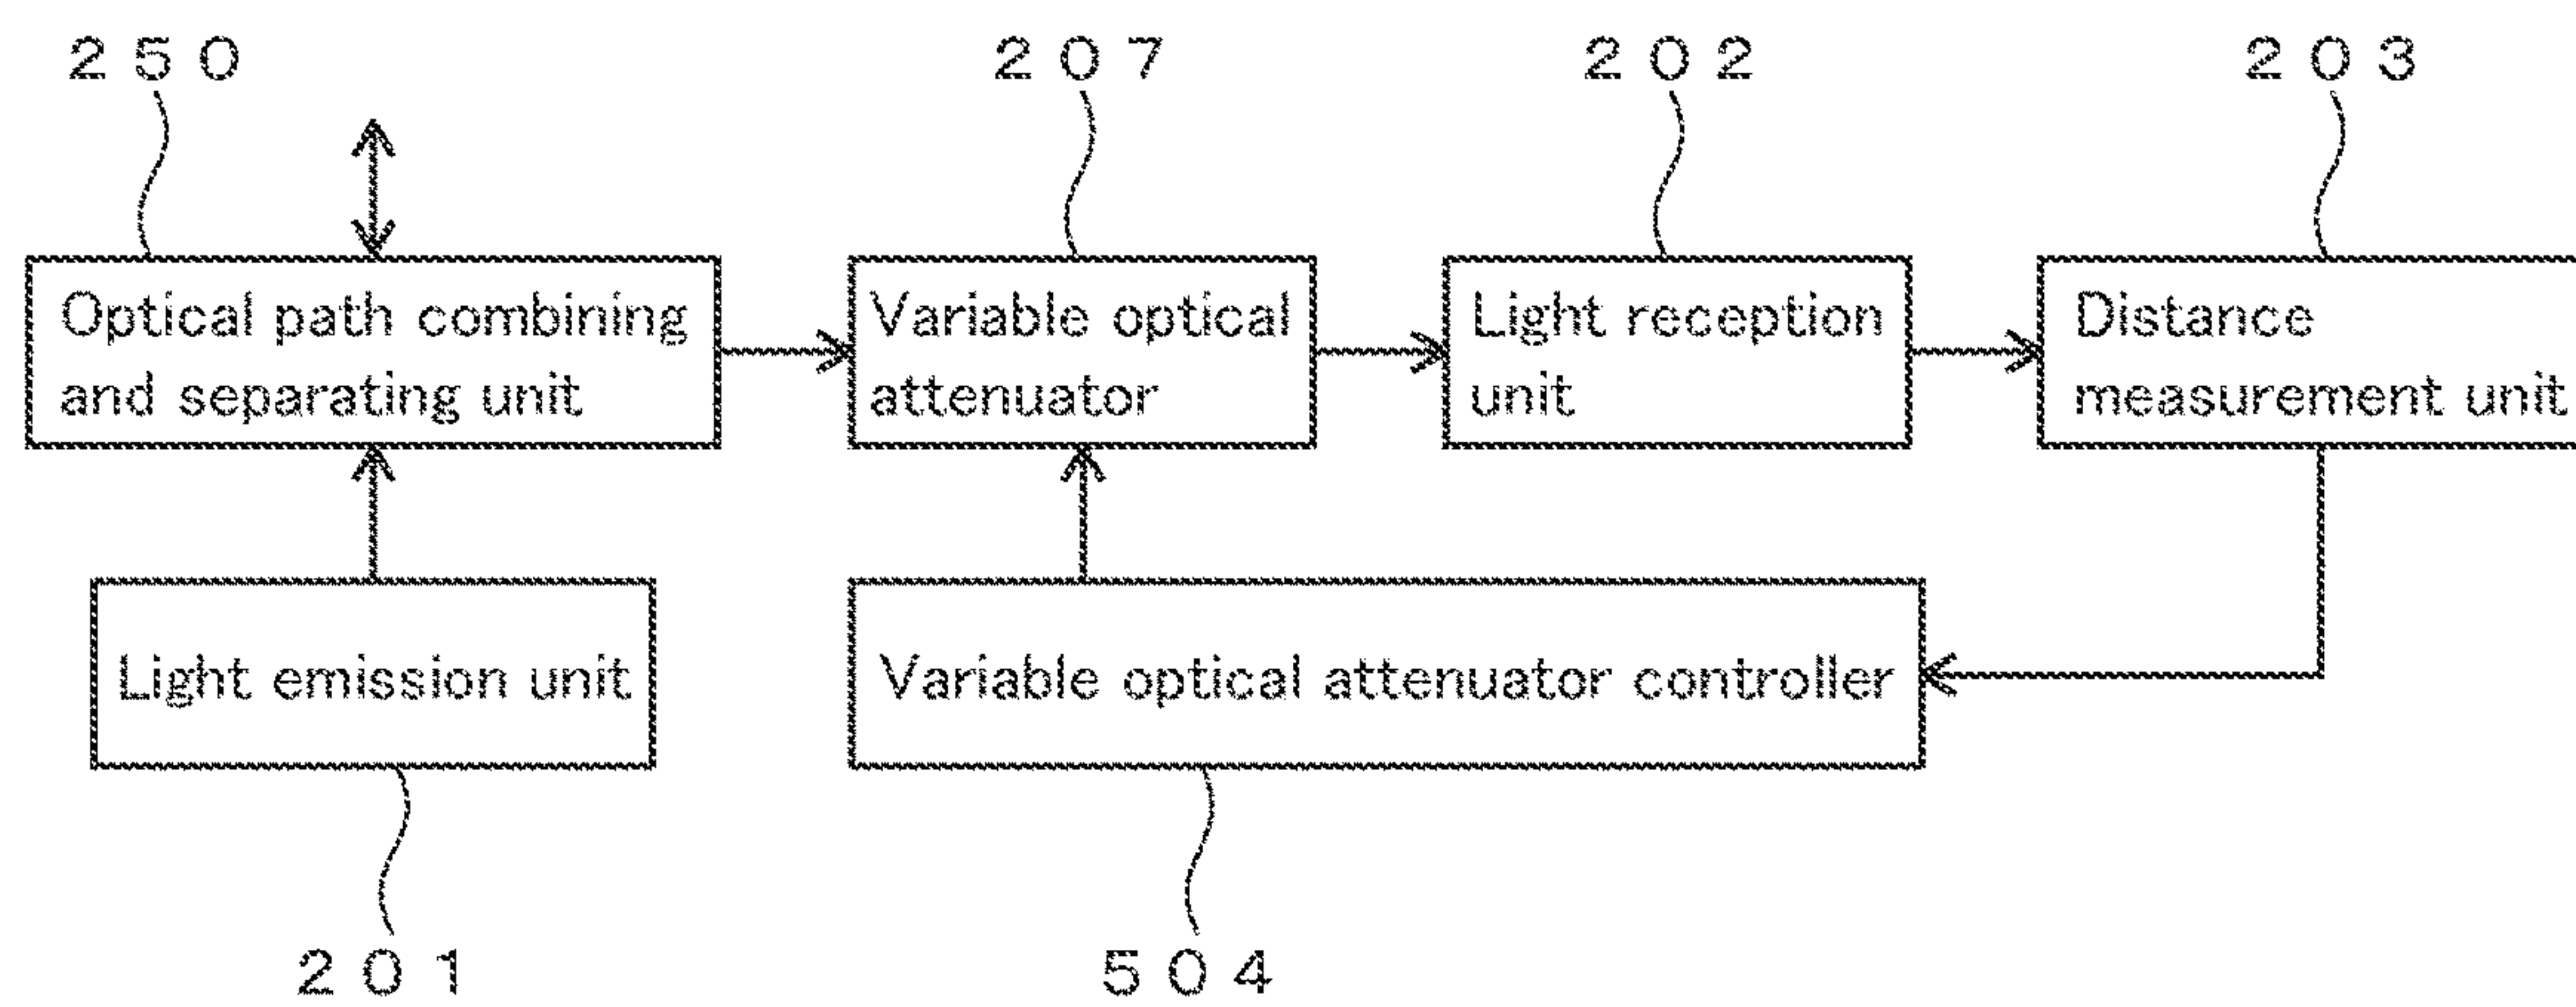 ２５０
２０７
２０２
２０３
Optical path combining
and separating unit
Variable optical
attenuator
Light reception
unit
Distance
measurement unit
Light emission unit
Variable optical attenuator controller
２０１
５０４